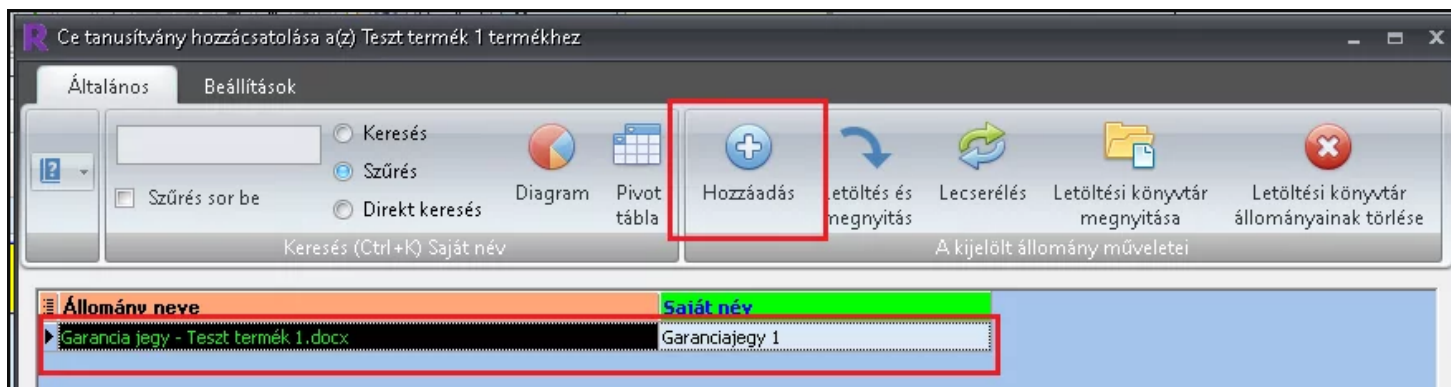 Ce tanusítvány hozzácsatolása a(z) Teszt termék 1 termékhez
Általános Beállítások
Keresés
Szűrés
Direkt keresés
Szűrés sor be
Diagram
Pivot tábla
Hozzáadás
Letöltés és megnyitás
Lecserélés
Letöltési könyvtár megnyitása
Letöltési könyvtár állományainak törlése
Keresés (Ctrl+K) Saját név
A kijelölt állomány műveletei
Állomány neve Saját név
Garancia jegy - Teszt termék 1.docx Garanciajegy 1